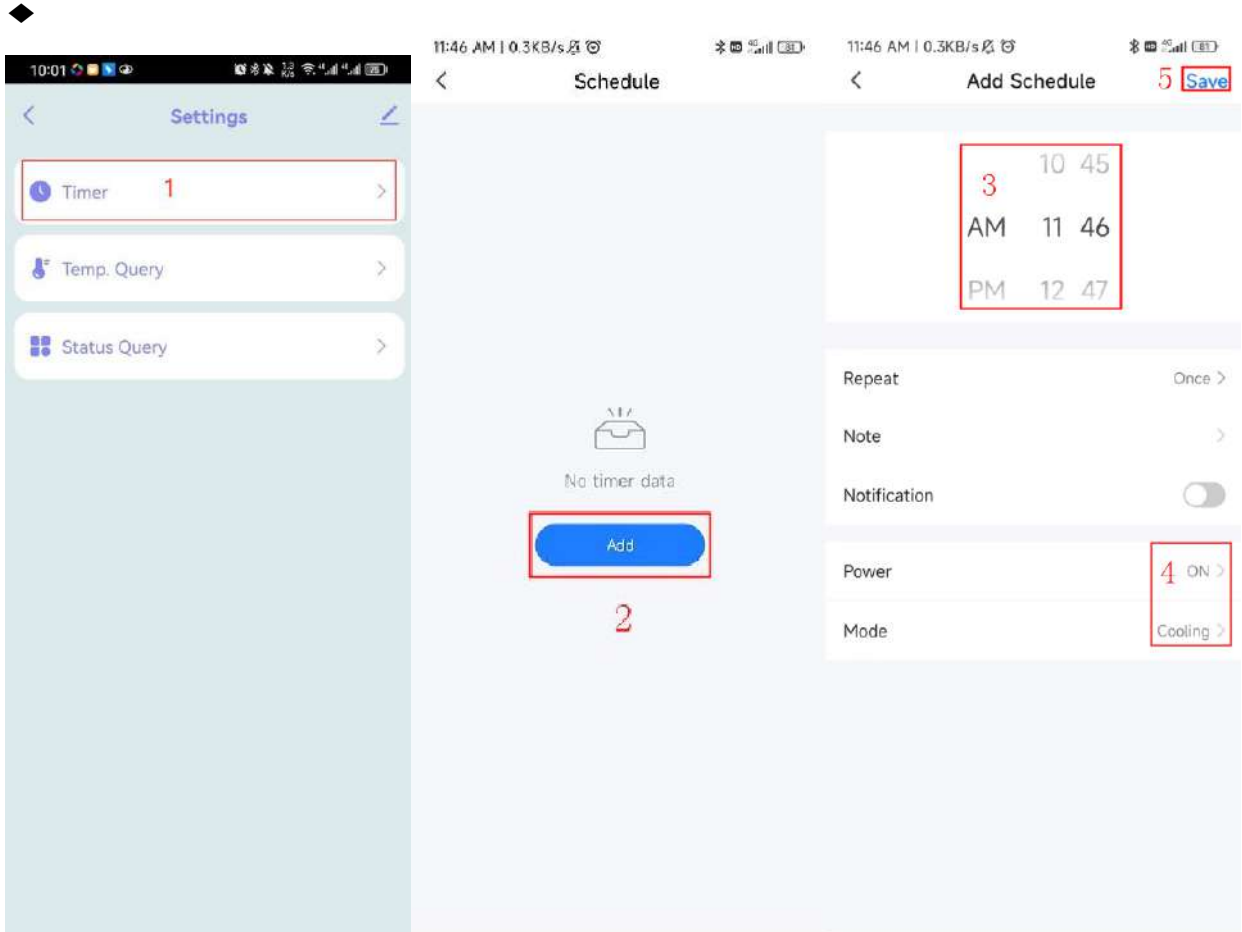 10:01
Settings
Timer 1
Temp. Query
Status Query
11:46 AM | 0.3KB/s
Schedule
No timer data
Add
2
11:46 AM | 0.3KB/s
Add Schedule 5 Save
10 45
3
AM 11 46
PM 12 47
Repeat Once
Note
Notification
Power 4 ON
Mode Cooling